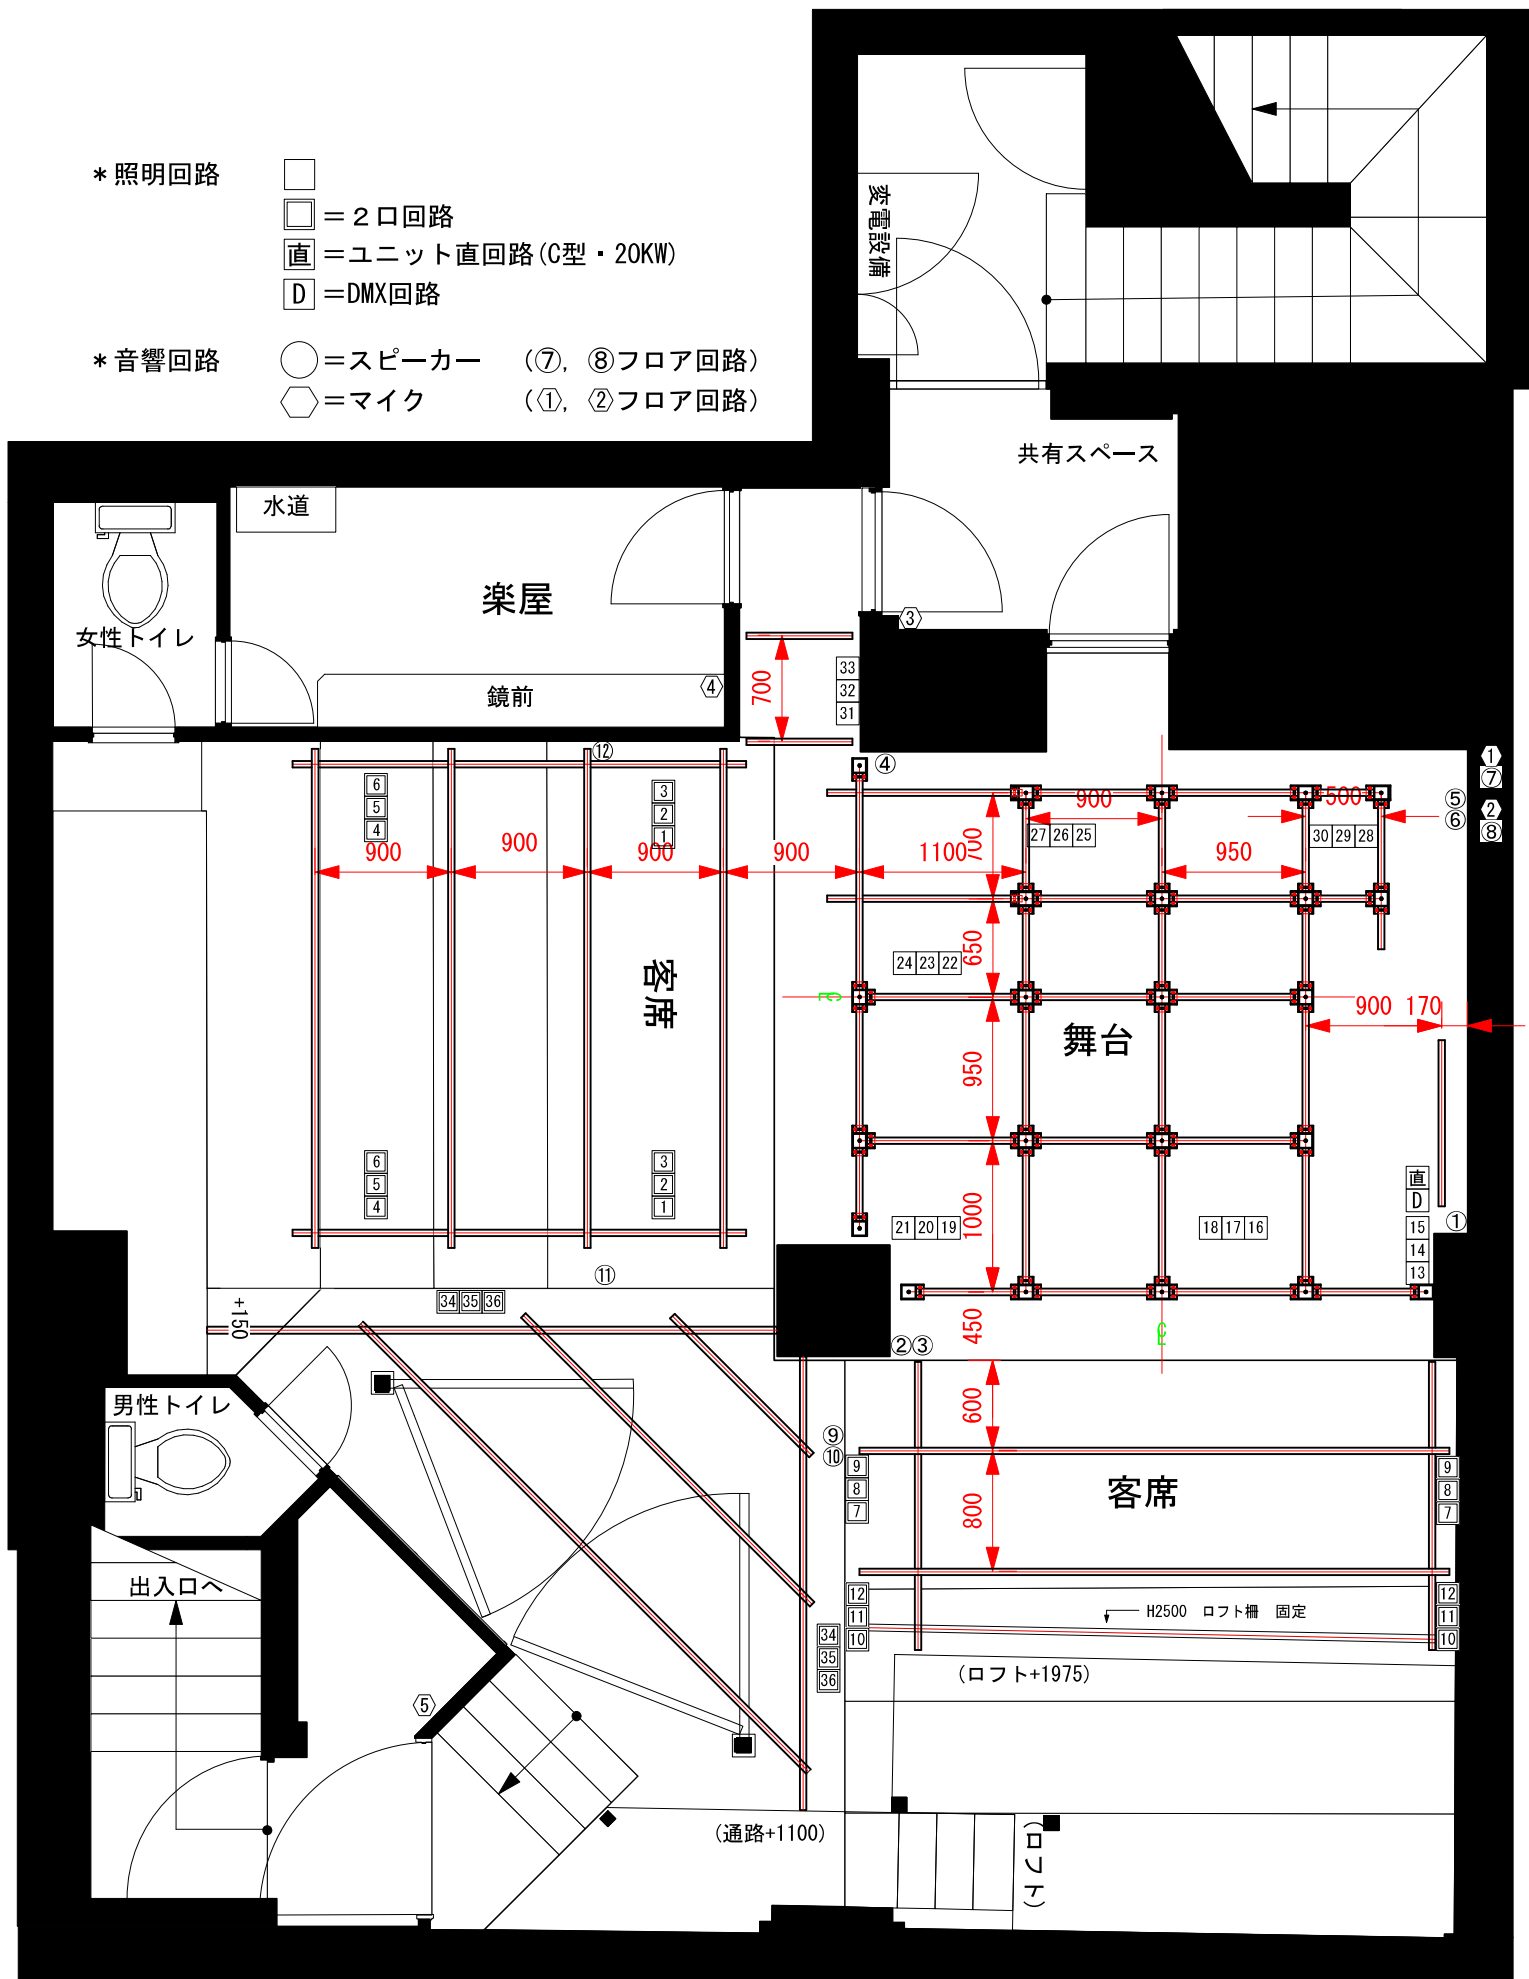 ＊照明回路
＝２口回路
直＝ユニット直回路(C型・20KW)
D＝DMX回路
＊音響回路
＝スピーカー （⑦，⑧フロア回路）
＝マイク （①，②フロア回路）
変電設備
共有スペース
水道
楽屋
女性トイレ
鏡前
④
③
33
32
31
700
⑫
④
6
5
4
3
2
1
900
900
900
900
1100
700
900
500
950
27 26 25
30 29 28
⑤
⑥
①
⑦
②
⑧
650
24 23 22
客席
CL
舞台
900 170
950
6
5
4
3
2
1
1000
21 20 19
18 17 16
直
D
15
14
13
①
⑪
34 35 36
+150
450
CL
②③
600
男性トイレ
⑨
⑩
9
8
7
客席
9
8
7
800
出入口へ
12
11
10
H2500 ロフト柵 固定
12
11
10
34
35
36
(ロフト+1975)
⑤
(通路+1100)
(ロフト)